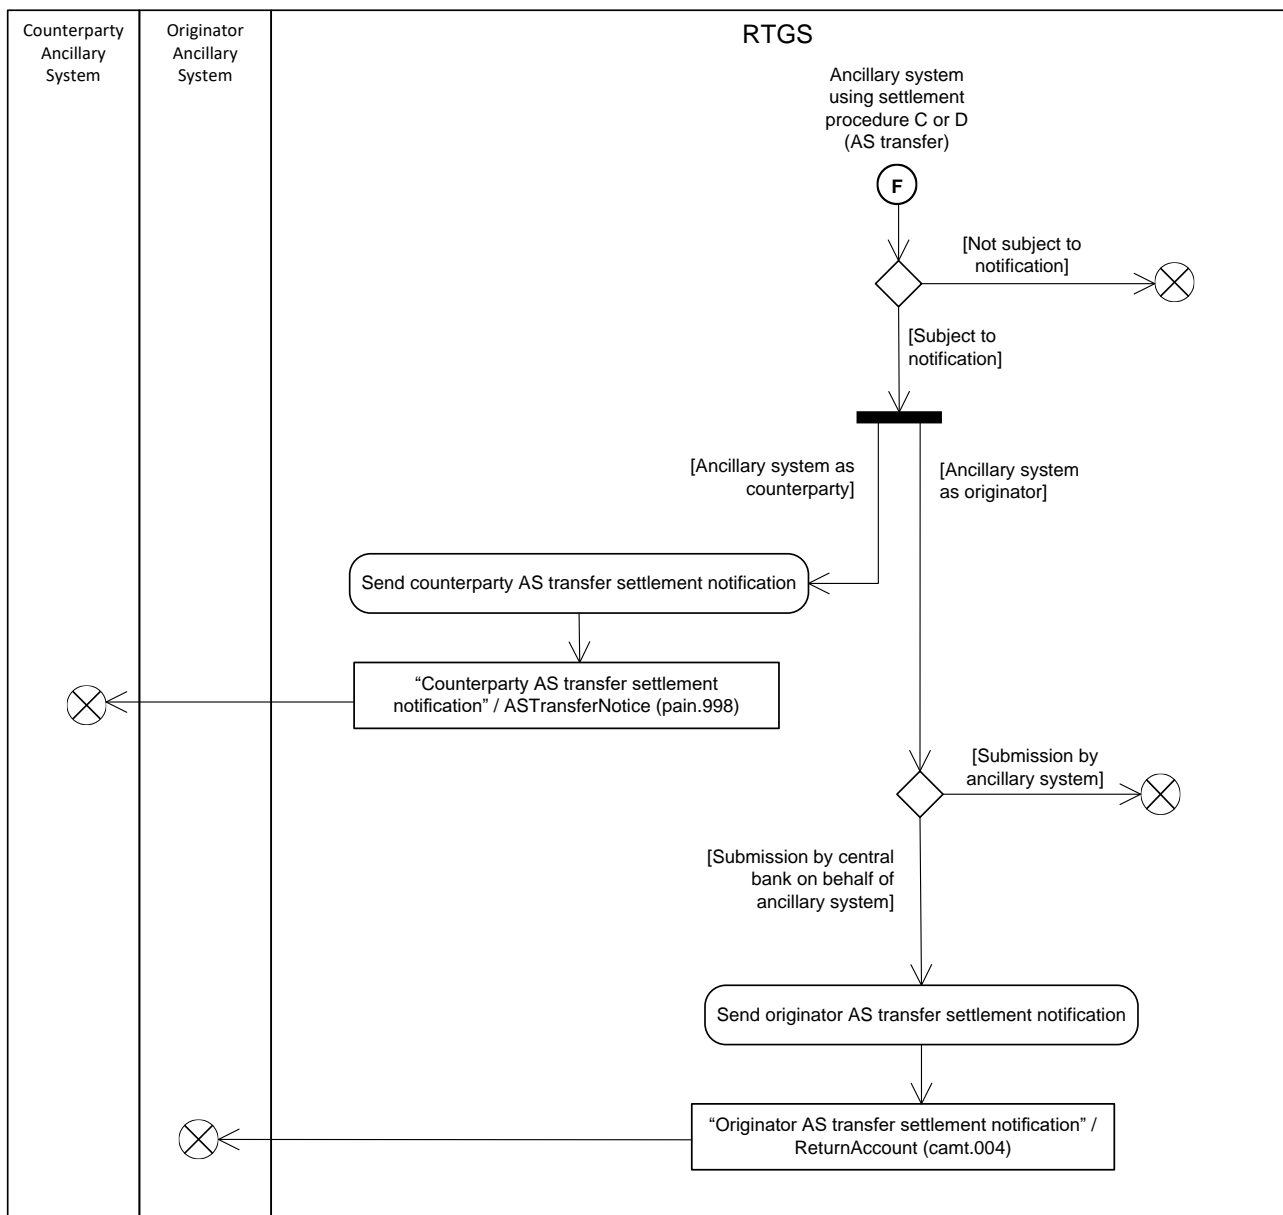 Counterparty
Ancillary
System
Originator
Ancillary
System
RTGS
Ancillary system
using settlement
procedure C or D
(AS transfer)
F
[Not subject to
notification]
[Subject to
notification]
[Ancillary system as
counterparty]
[Ancillary system
as originator]
Send counterparty AS transfer settlement notification
“Counterparty AS transfer settlement
notification” / ASTransferNotice (pain.998)
[Submission by
ancillary system]
[Submission by central
bank on behalf of
ancillary system]
Send originator AS transfer settlement notification
“Originator AS transfer settlement notification” /
ReturnAccount (camt.004)